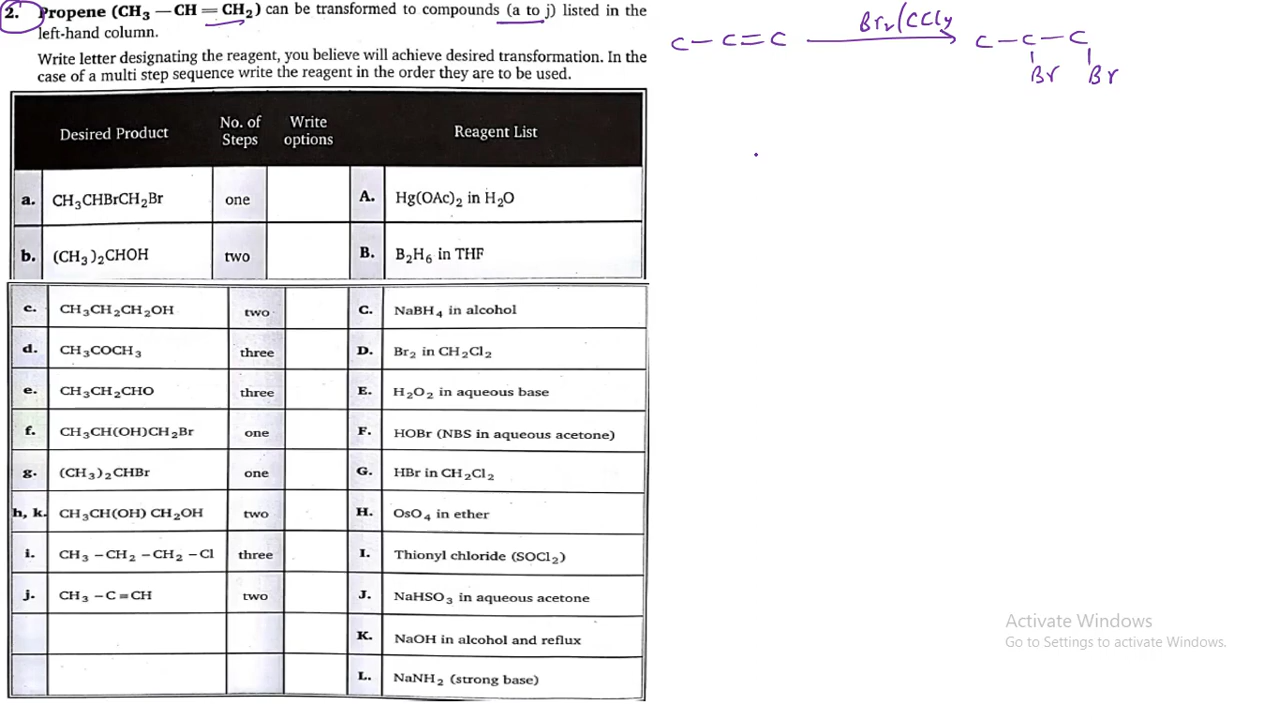 2. Propene (CH3 — CH = CH2) can be transformed to compounds (a to j) listed in the
left-hand column.
Write letter designating the reagent, you believe will achieve desired transformation. In the
case of a multi step sequence write the reagent in the order they are to be used.
Desired Product No. of Steps Write options Reagent List
a. CH3CHBrCH2Br one A. Hg(OAc)2 in H2O
b. (CH3)2CHOH two B. B2H6 in THF
c. CH3CH2CH2OH two C. NaBH4 in alcohol
d. CH3COCH3 three D. Br2 in CH2Cl2
e. CH3CH2CHO three E. H2O2 in aqueous base
f. CH3CH(OH)CH2Br one F. HOBr (NBS in aqueous acetone)
g. (CH3)2CHBr one G. HBr in CH2Cl2
h, k. CH3CH(OH) CH2OH two H. OsO4 in ether
i. CH3 – CH2 – CH2 – Cl three I. Thionyl chloride (SOCl2)
j. CH3 – C ≡ CH two J. NaHSO3 in aqueous acetone
K. NaOH in alcohol and reflux
L. NaNH2 (strong base)
Br2/CCl4
C – C = C ⟶ C – C – C
Br Br
Activate Windows
Go to Settings to activate Windows.